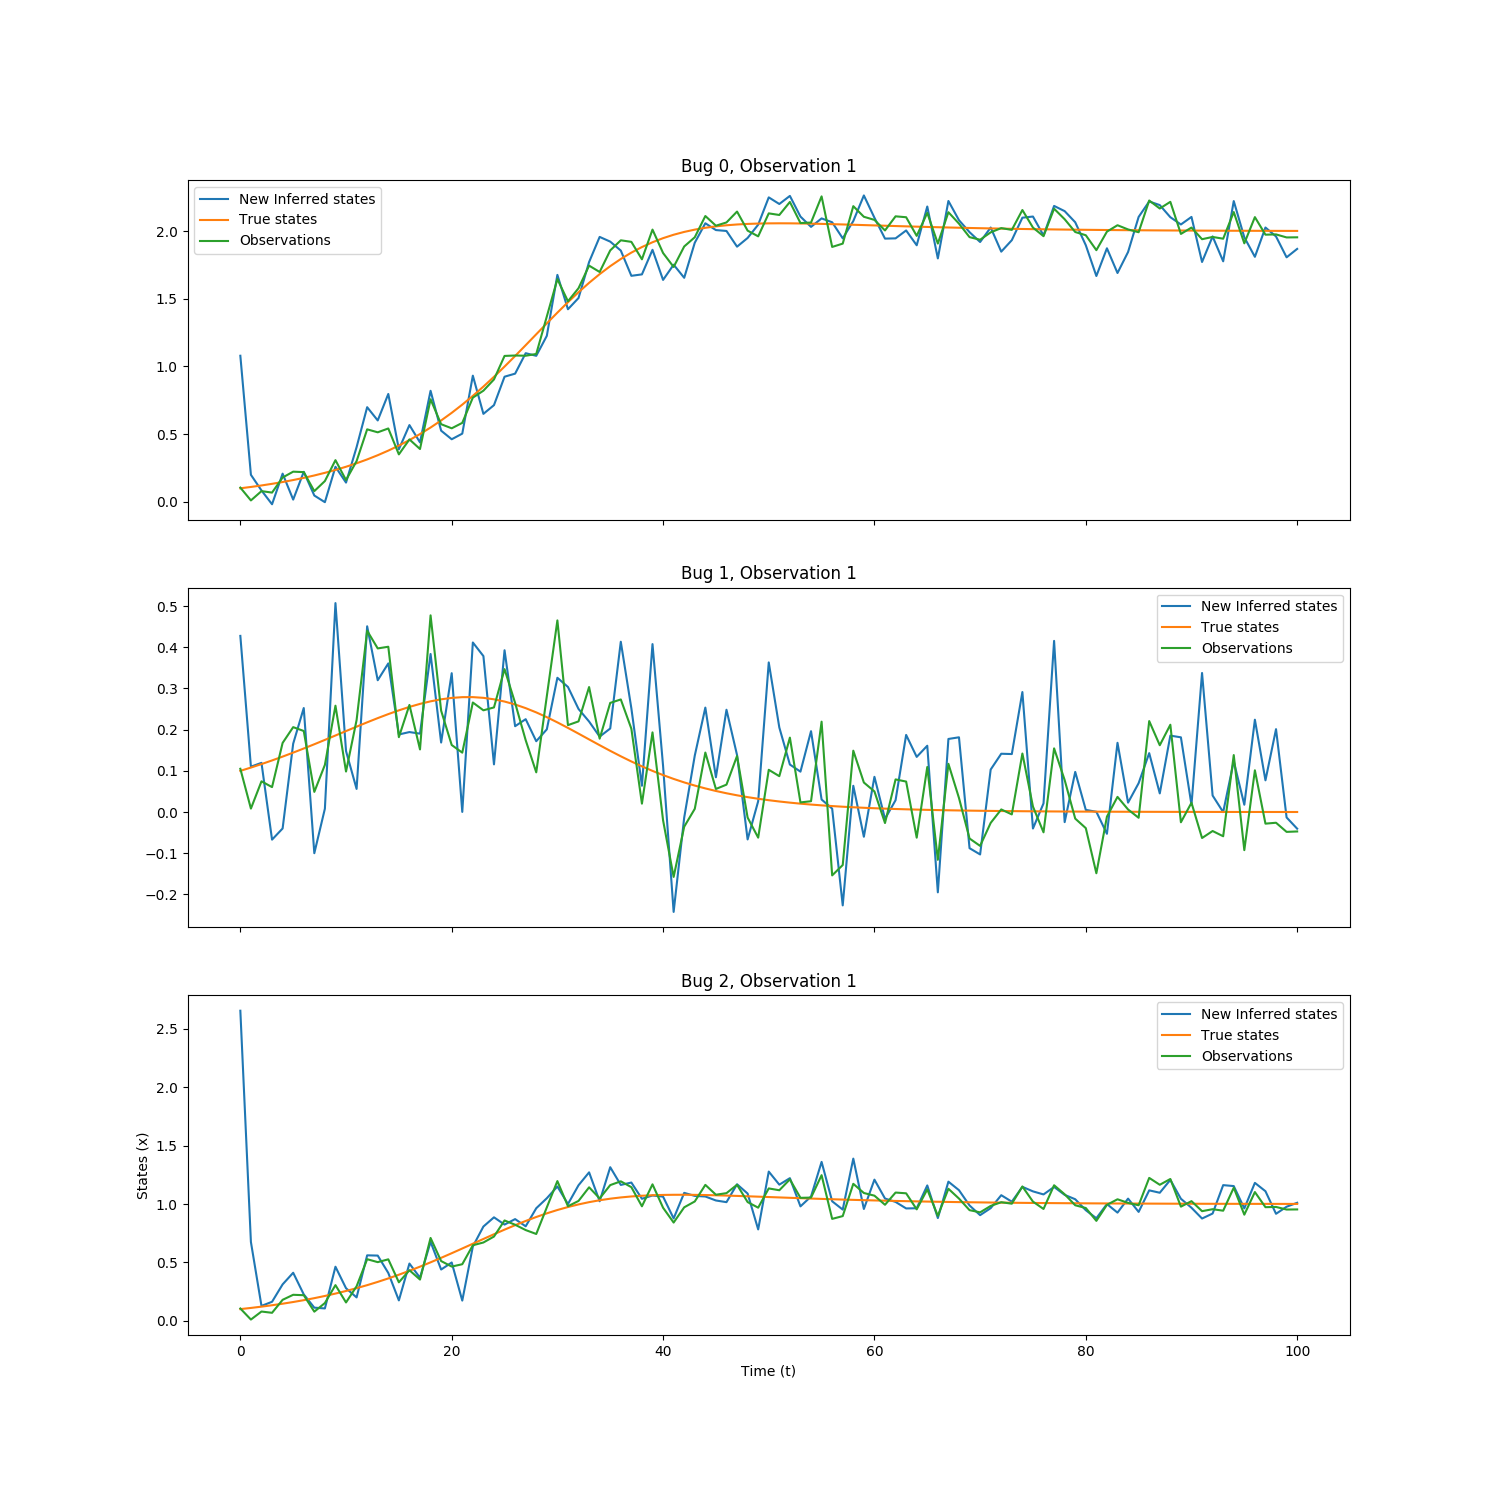 Bug 0, Observation 1
New Inferred states
True states
Observations
2.0
1.5
1.0
0.5
0.0
Bug 1, Observation 1
New Inferred states
True states
Observations
0.5
0.4
0.3
0.2
0.1
0.0
−0.1
−0.2
Bug 2, Observation 1
New Inferred states
True states
Observations
2.5
2.0
1.5
1.0
0.5
0.0
States (x)
0 20 40 60 80 100
Time (t)